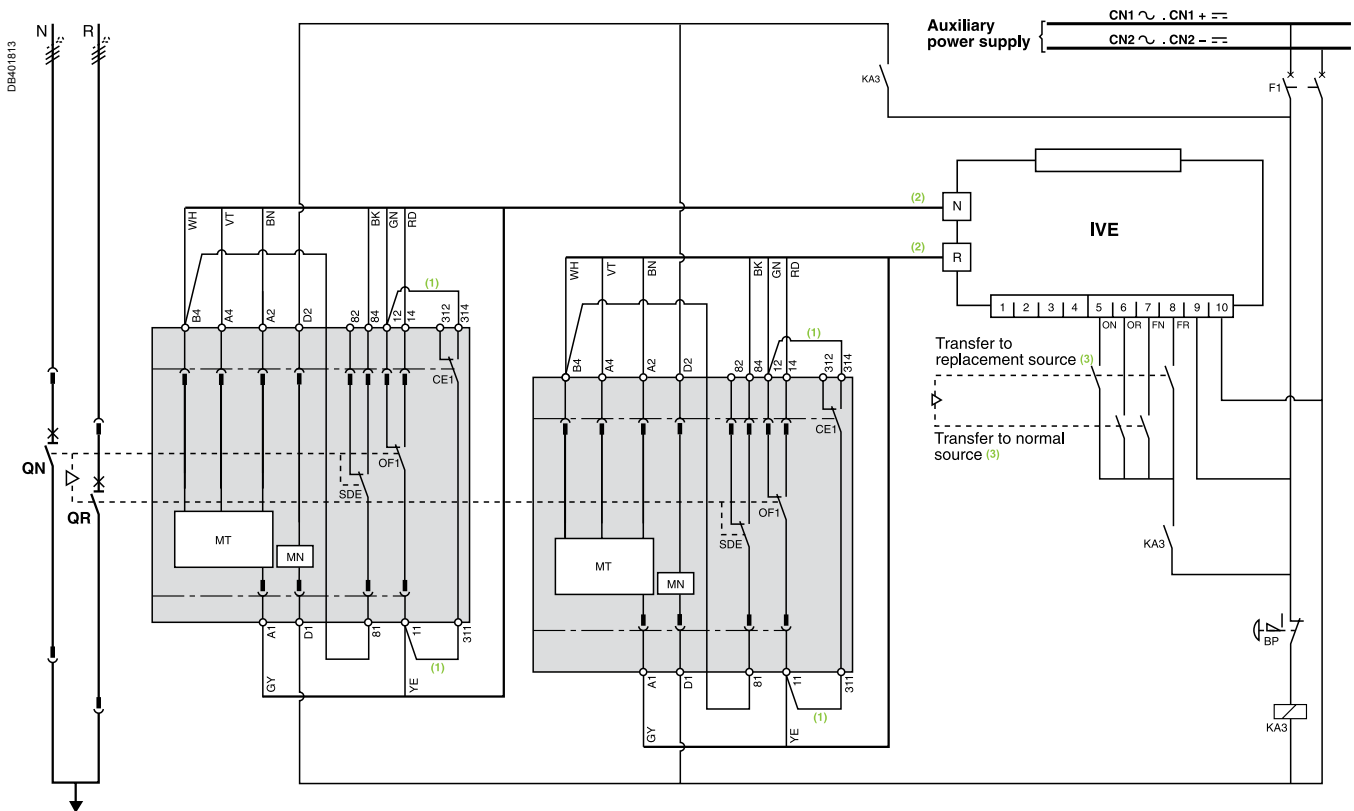 DB401813
N
R
Auxiliary
power supply
CN1 ∿ . CN1 + ⎓
CN2 ∿ . CN2 – ⎓
KA3
F1
(2)
N
IVE
(2)
R
1 2 3 4 5 6 7 8 9 10
ON OR FN FR
WH VT BN BK GN RD
(1)
B4 A4 A2 D2 82 84 12 14 312 314
CE1
OF1
SDE
MT
MN
A1 D1 81 11 311
(1)
GY YE
WH VT BN BK GN RD
(1)
B4 A4 A2 D2 82 84 12 14 312 314
CE1
OF1
SDE
MT
MN
A1 D1 81 11 311
(1)
GY YE
QN
QR
Transfer to
replacement source (3)
Transfer to normal
source (3)
KA3
BP
KA3